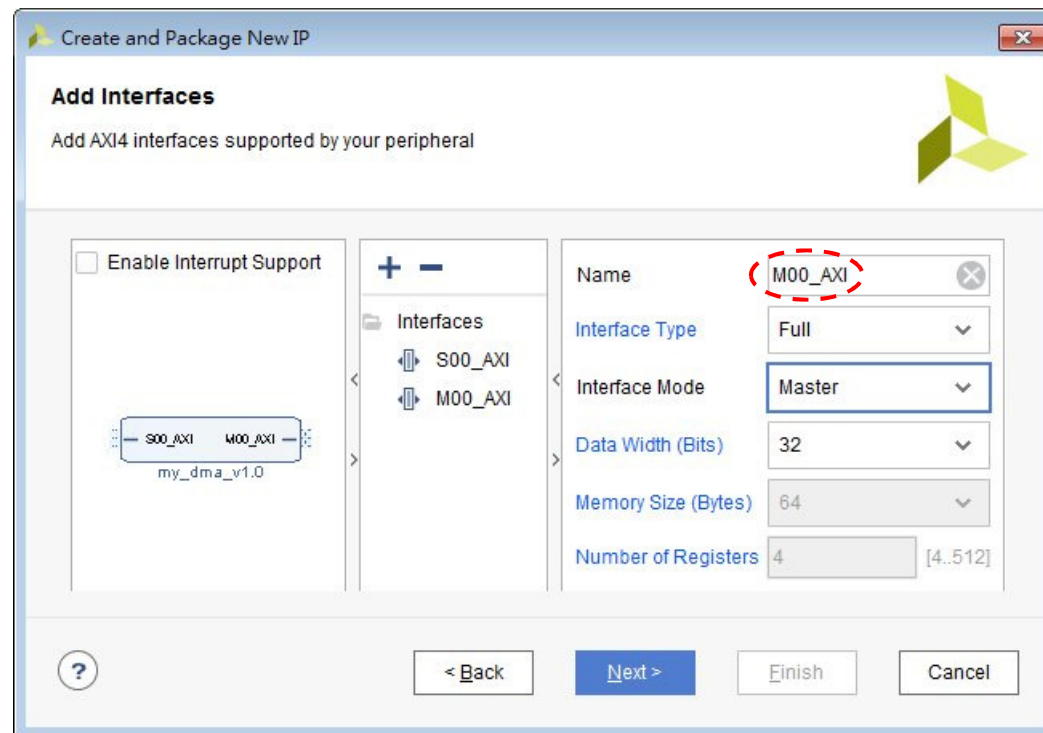 Create and Package New IP
Add Interfaces
Add AXI4 interfaces supported by your peripheral
Enable Interrupt Support
S00_AXI M00_AXI
my_dma_v1.0
+ −
Interfaces
S00_AXI
M00_AXI
Name M00_AXI
Interface Type Full
Interface Mode Master
Data Width (Bits) 32
Memory Size (Bytes) 64
Number of Registers 4 [4..512]
? < Back Next > Finish Cancel